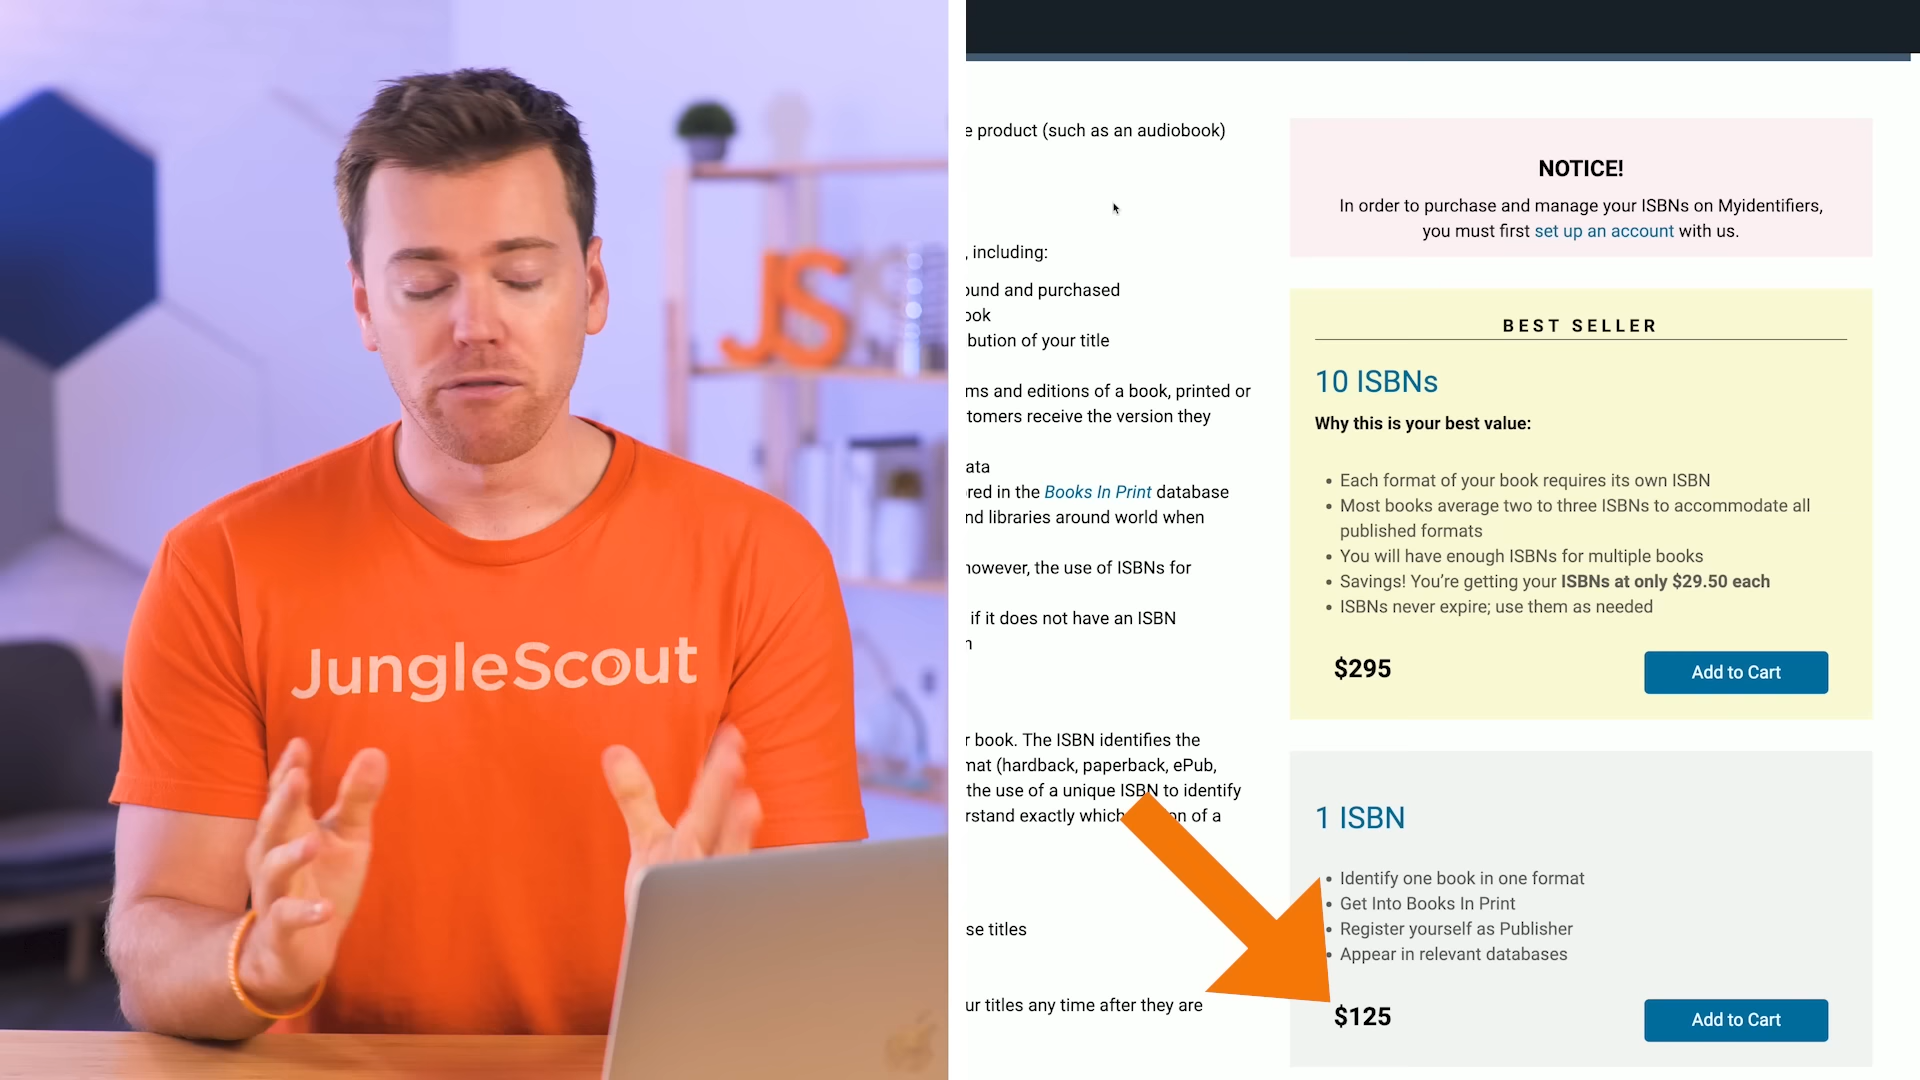 JS
JungleScout
e product (such as an audiobook)
, including:
und and purchased
ook
bution of your title
ms and editions of a book, printed or
tomers receive the version they
ata
red in the Books In Print database
nd libraries around world when
however, the use of ISBNs for
if it does not have an ISBN
r book. The ISBN identifies the
mat (hardback, paperback, ePub,
the use of a unique ISBN to identify
rstand exactly which on of a
se titles
ur titles any time after they are
NOTICE!
In order to purchase and manage your ISBNs on Myidentifiers,
you must first set up an account with us.
BEST SELLER
10 ISBNs
Why this is your best value:
• Each format of your book requires its own ISBN
• Most books average two to three ISBNs to accommodate all
published formats
• You will have enough ISBNs for multiple books
• Savings! You’re getting your ISBNs at only $29.50 each
• ISBNs never expire; use them as needed
$295
Add to Cart
1 ISBN
• Identify one book in one format
• Get Into Books In Print
• Register yourself as Publisher
• Appear in relevant databases
$125
Add to Cart